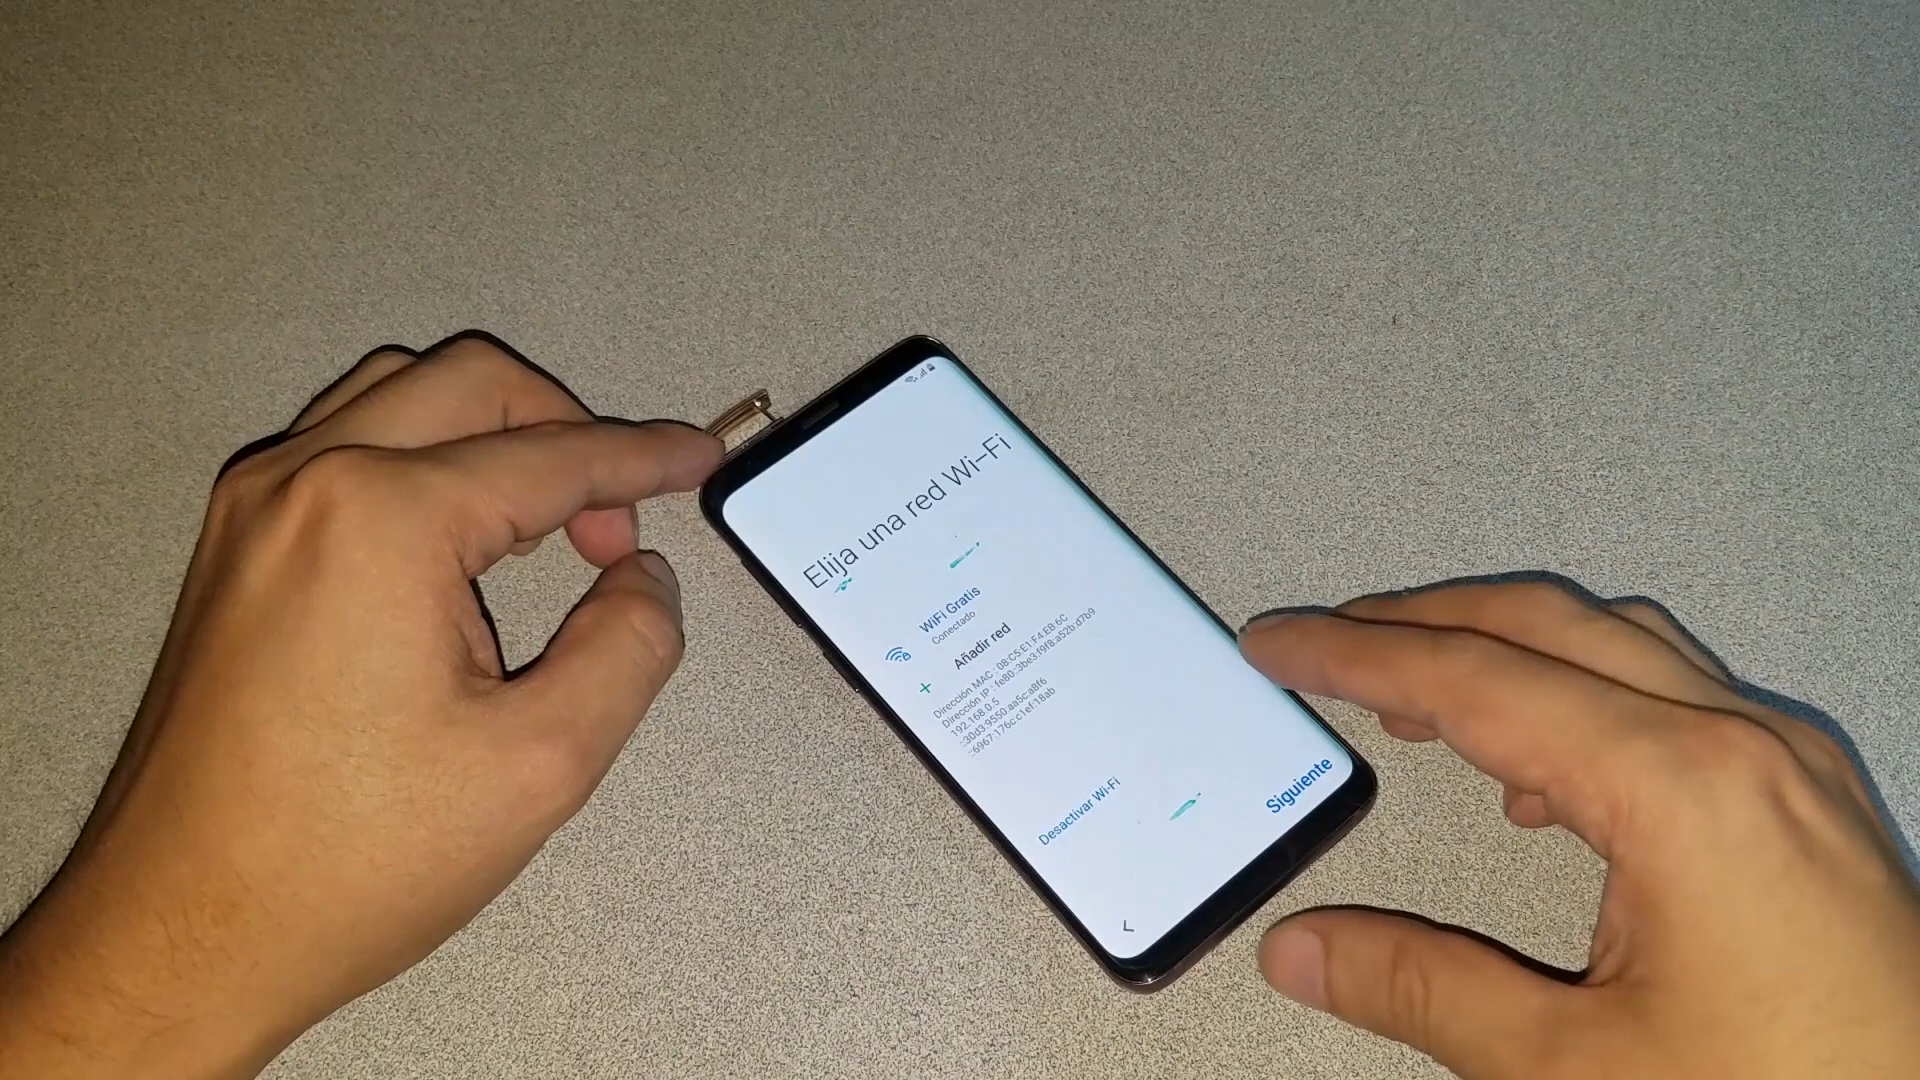 Elija una red Wi-Fi
WiFi Gratis
Conectado
Añadir red
Dirección MAC : 08:C5:E1:F4:EB:6C
Dirección IP : fe80::3be3:f9f8:a52b:d7b9
192.168.0.5
::30d3:9550:aa5c:a8f6
::6967:176c:c1ef:18ab
Desactivar Wi-Fi
Siguiente